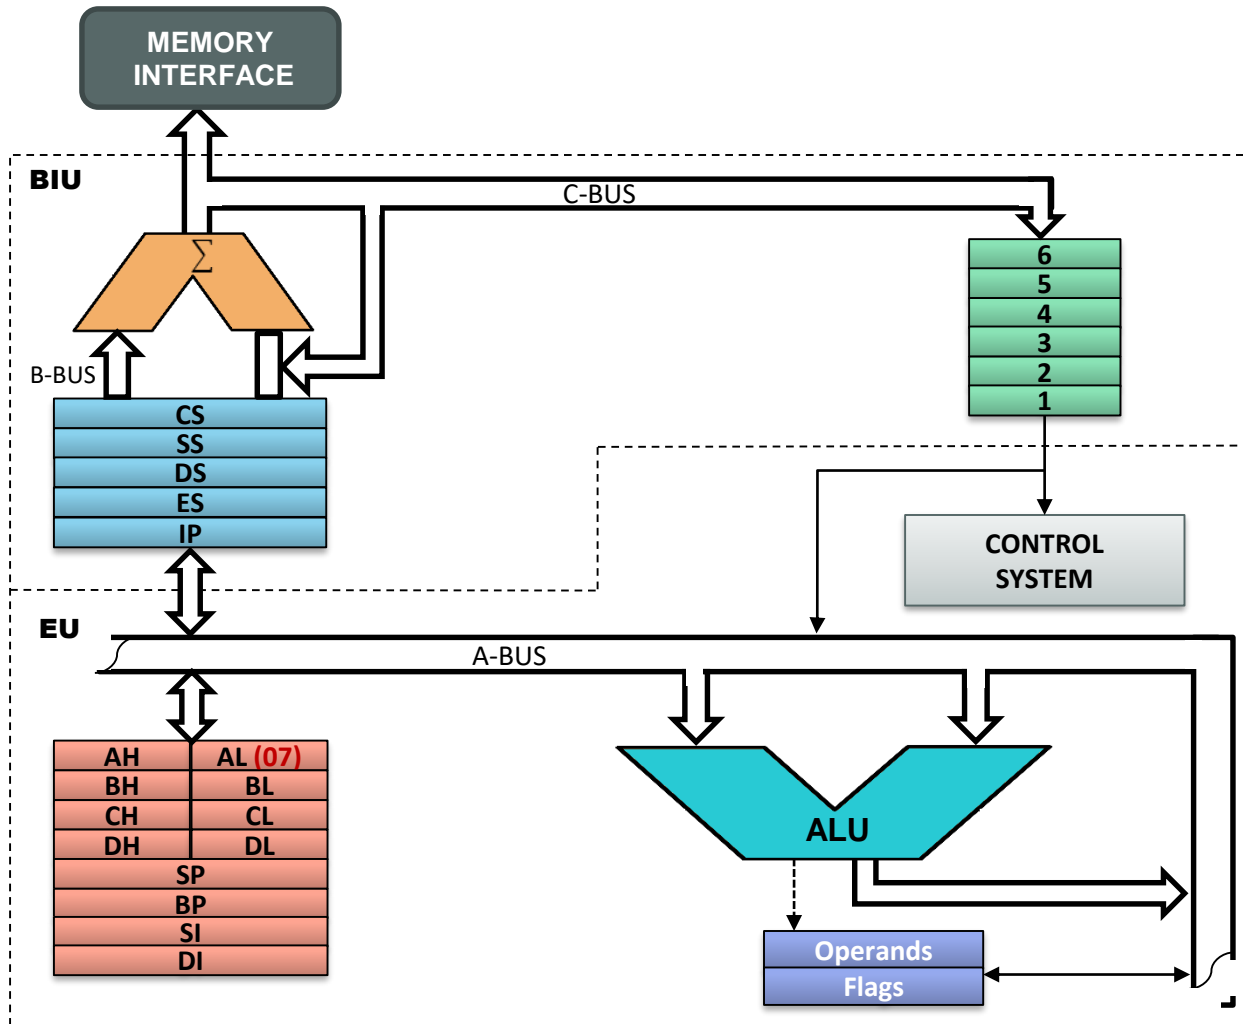 MEMORY
INTERFACE
BIU
C-BUS
∑
6
5
4
3
2
1
B-BUS
CS
SS
DS
ES
IP
CONTROL
SYSTEM
EU
A-BUS
AH AL (07)
BH BL
CH CL
DH DL
SP
BP
SI
DI
ALU
Operands
Flags